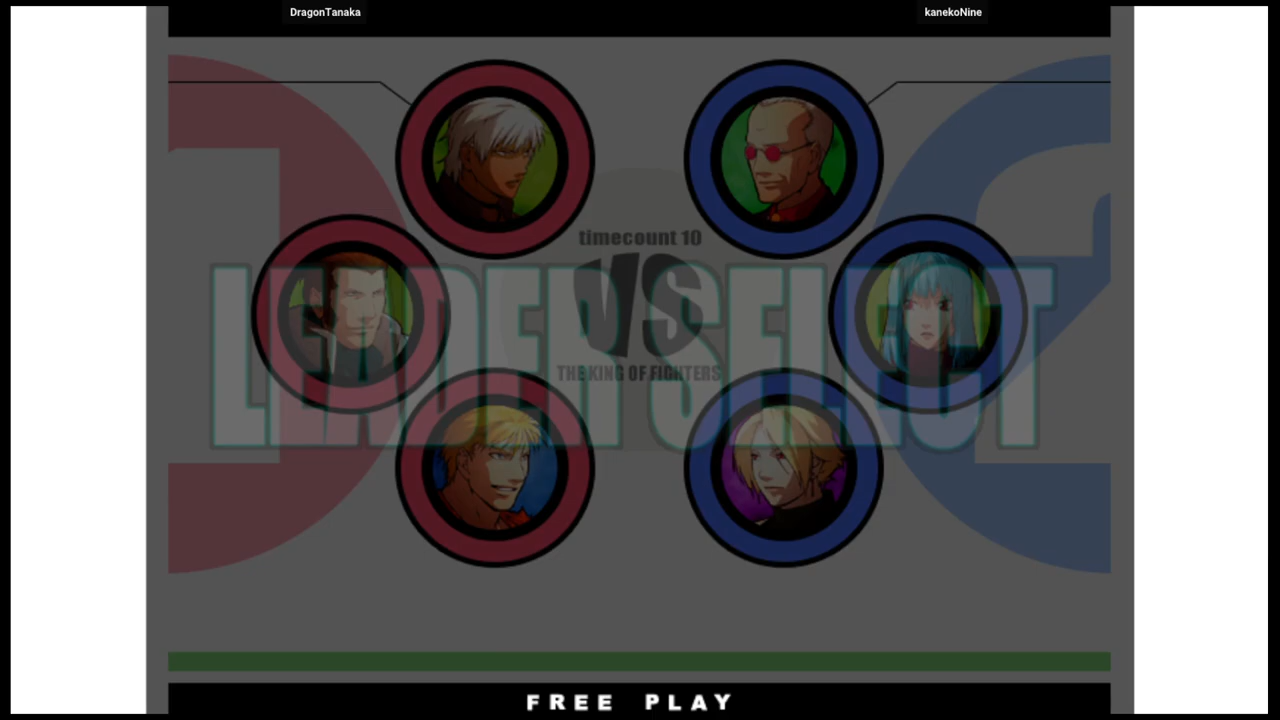 DragonTanaka
kanekoNine
timecount 10
VS
LEADER SELECT
THE KING OF FIGHTERS
FREE PLAY